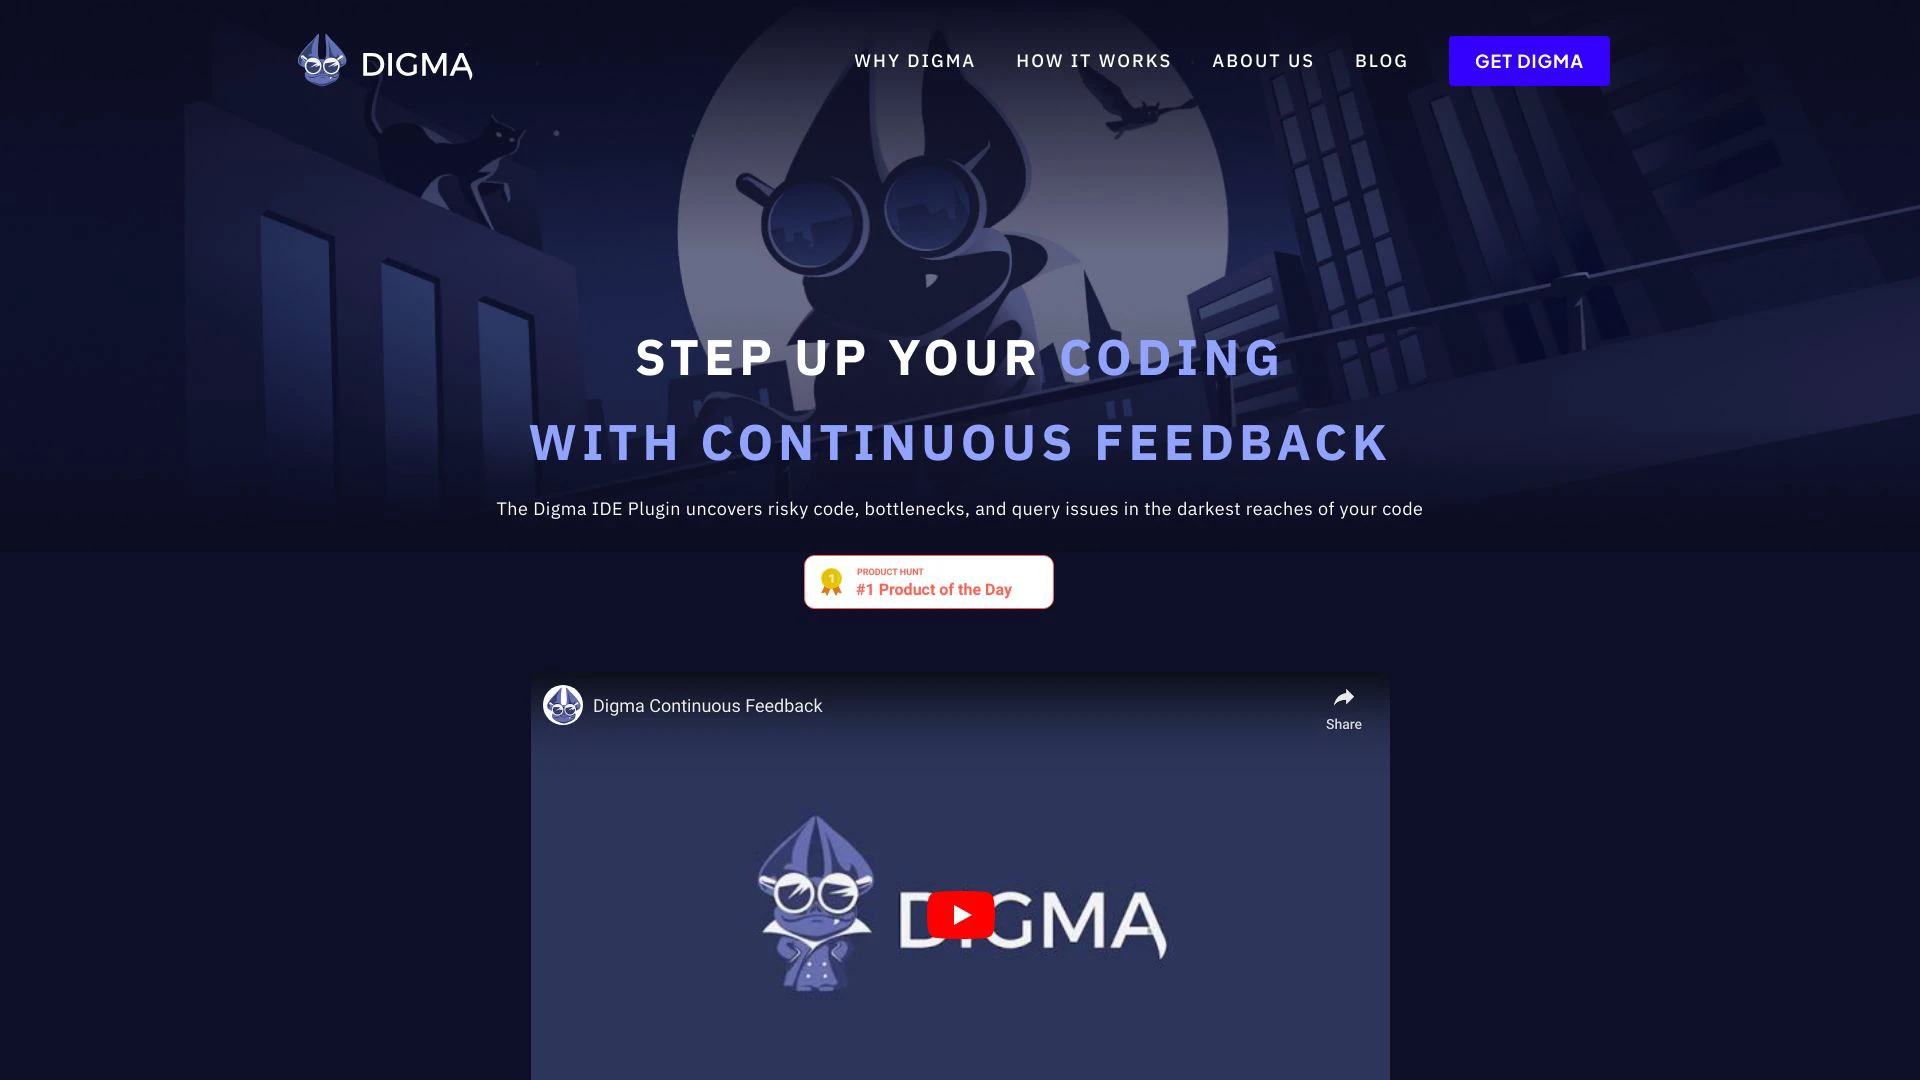 DIGMA
WHY DIGMA
HOW IT WORKS
ABOUT US
BLOG
GET DIGMA
STEP UP YOUR CODING
WITH CONTINUOUS FEEDBACK
The Digma IDE Plugin uncovers risky code, bottlenecks, and query issues in the darkest reaches of your code
1
PRODUCT HUNT
#1 Product of the Day
Digma Continuous Feedback
Share
DIGMA